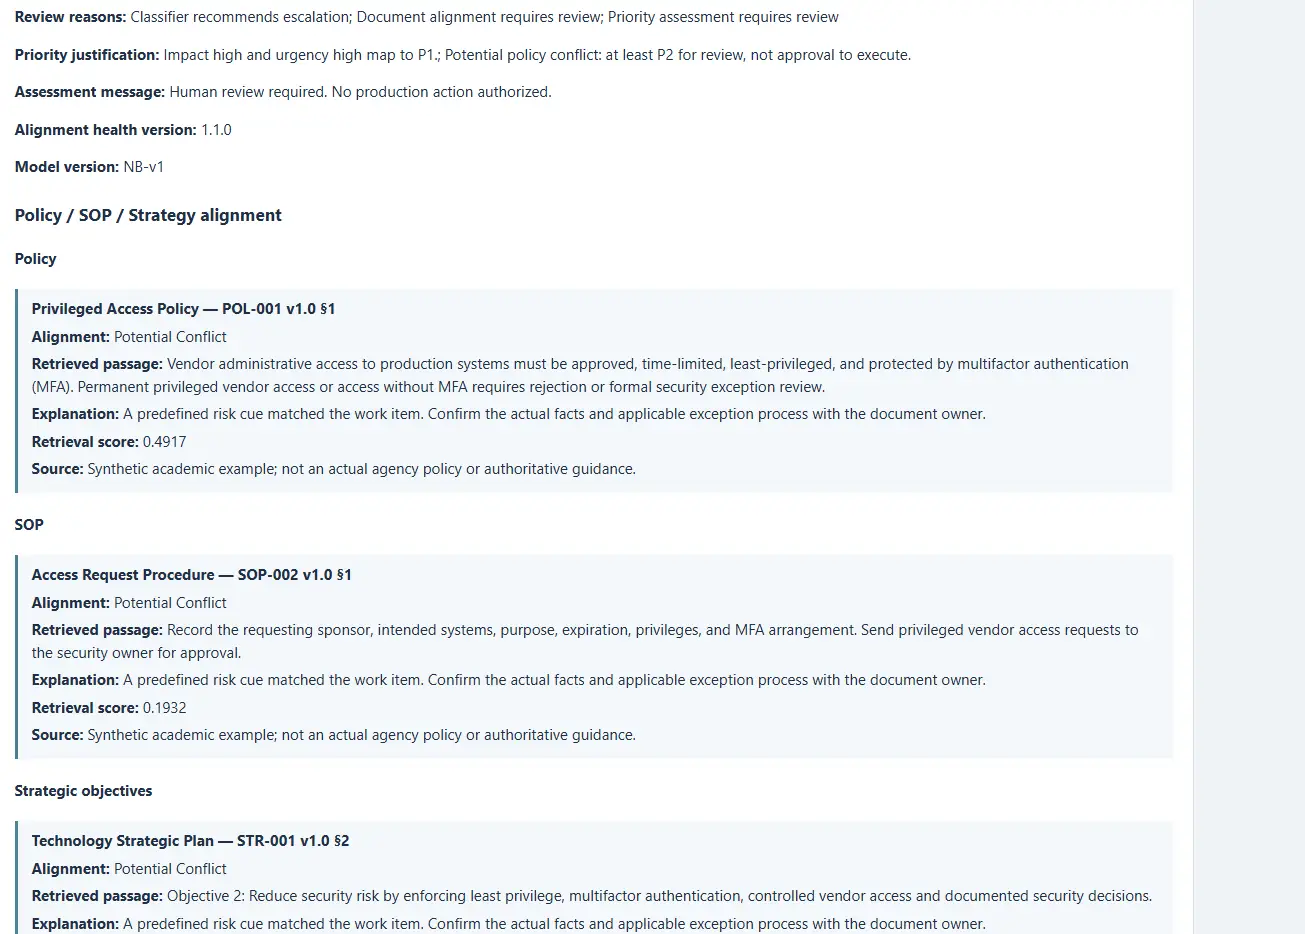 Review reasons: Classifier recommends escalation; Document alignment requires review; Priority assessment requires review
Priority justification: Impact high and urgency high map to P1.; Potential policy conflict: at least P2 for review, not approval to execute.
Assessment message: Human review required. No production action authorized.
Alignment health version: 1.1.0
Model version: NB-v1
Policy / SOP / Strategy alignment
Policy
Privileged Access Policy — POL-001 v1.0 §1
Alignment: Potential Conflict
Retrieved passage: Vendor administrative access to production systems must be approved, time-limited, least-privileged, and protected by multifactor authentication
(MFA). Permanent privileged vendor access or access without MFA requires rejection or formal security exception review.
Explanation: A predefined risk cue matched the work item. Confirm the actual facts and applicable exception process with the document owner.
Retrieval score: 0.4917
Source: Synthetic academic example; not an actual agency policy or authoritative guidance.
SOP
Access Request Procedure — SOP-002 v1.0 §1
Alignment: Potential Conflict
Retrieved passage: Record the requesting sponsor, intended systems, purpose, expiration, privileges, and MFA arrangement. Send privileged vendor access requests to
the security owner for approval.
Explanation: A predefined risk cue matched the work item. Confirm the actual facts and applicable exception process with the document owner.
Retrieval score: 0.1932
Source: Synthetic academic example; not an actual agency policy or authoritative guidance.
Strategic objectives
Technology Strategic Plan — STR-001 v1.0 §2
Alignment: Potential Conflict
Retrieved passage: Objective 2: Reduce security risk by enforcing least privilege, multifactor authentication, controlled vendor access and documented security decisions.
Explanation: A predefined risk cue matched the work item. Confirm the actual facts and applicable exception process with the document owner.